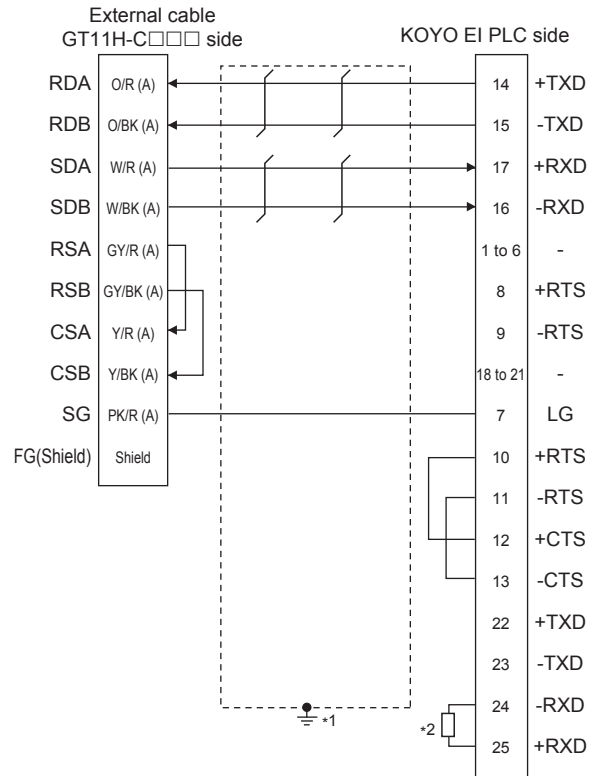 External cable
GT11H-C□□□ side
KOYO EI PLC side
RDA O/R (A) 14 +TXD
RDB O/BK (A) 15 -TXD
SDA W/R (A) 17 +RXD
SDB W/BK (A) 16 -RXD
RSA GY/R (A) 1 to 6 -
RSB GY/BK (A) 8 +RTS
CSA Y/R (A) 9 -RTS
CSB Y/BK (A) 18 to 21 -
SG PK/R (A) 7 LG
FG(Shield) Shield 10 +RTS
11 -RTS
12 +CTS
13 -CTS
22 +TXD
23 -TXD
*1 24 -RXD
*2
25 +RXD